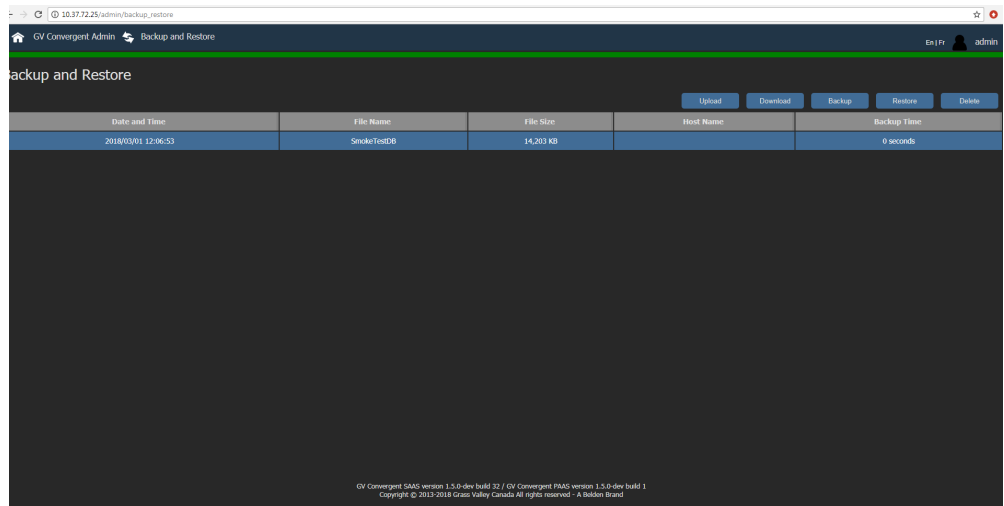 10.37.72.25/admin/backup_restore
GV Convergent Admin Backup and Restore
En | Fr admin
Backup and Restore
Upload Download Backup Restore Delete
Date and Time File Name File Size Host Name Backup Time
2018/03/01 12:06:53 SmokeTestDB 14,203 KB 0 seconds
GV Convergent SAAS version 1.5.0-dev build 32 / GV Convergent PAAS version 1.5.0-dev build 1
Copyright © 2013-2018 Grass Valley Canada All rights reserved - A Belden Brand